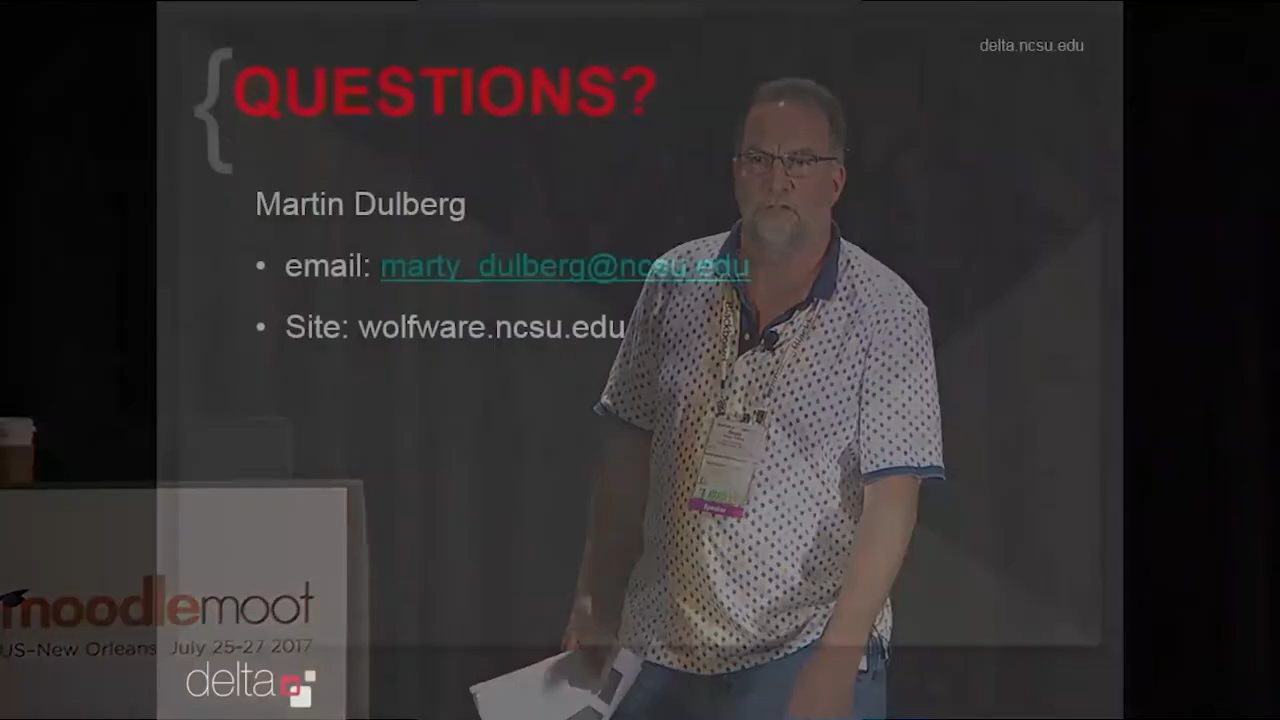 delta.ncsu.edu
QUESTIONS?
Martin Dulberg
• email: marty_dulberg@ncsu.edu
• Site: wolfware.ncsu.edu
moodlemoot
US-New Orleans July 25-27 2017
delta
Speaker